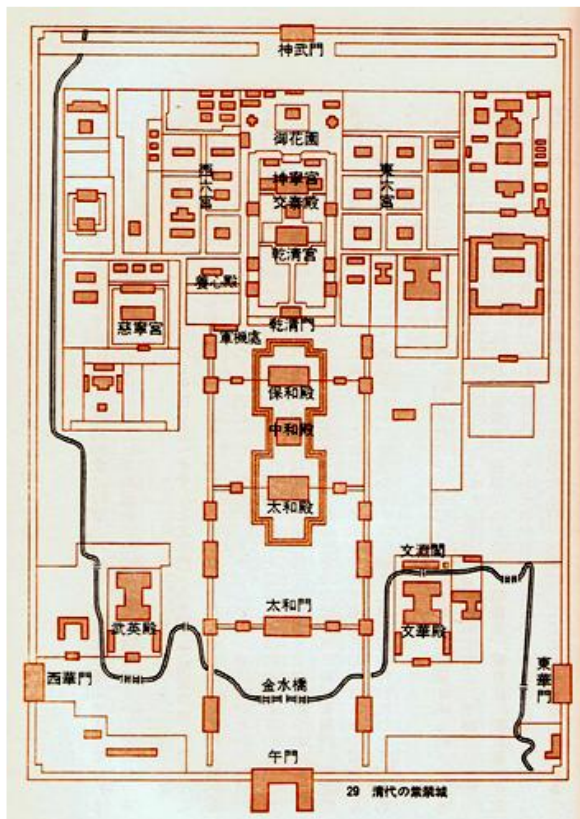 神武門
御花園
西六宮
東六宮
坤寧宮
交泰殿
乾清宮
養心殿
慈寧宮
乾清門
軍機處
保和殿
中和殿
太和殿
文淵閣
太和門
武英殿
文華殿
西華門
金水橋
東華門
午門
29 清代の紫禁城